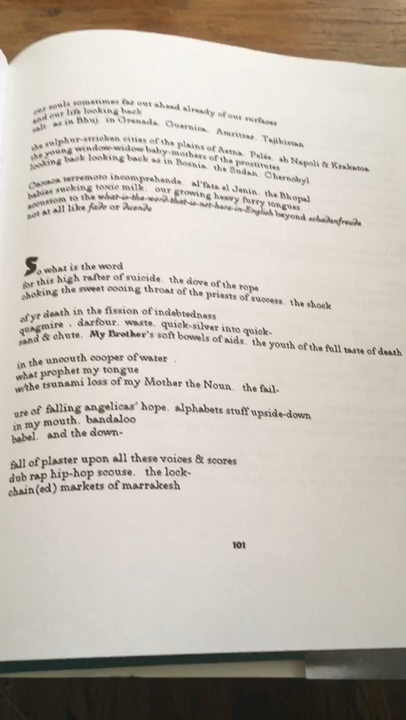 our souls sometimes far out ahead already of our surfaces
and our life looking back
salt. as in Bhuj. in Grenada. Guernica. Amritsar. Tajikistan
the sulphur-stricken cities of the plains of Aetna. Pelée. ab Napoli & Krakatoa
the young window-widow baby-mothers of the prostitutes
looking back looking back as in Bosnia. the Sudan. Chernobyl
Oaxaca terremoto incomprehende. al'fata el Jenin. the Bhopal
babies sucking toxic milk. our growing heavy furry tongues
accustom to the what-is-the-word-that-is-not-here-in-English beyond schadenfreude
not at all like fado or duende
So what is the word
for this high rafter of suicide. the dove of the rope
choking the sweet cooing throat of the priests of success. the shock
of yr death in the fission of indebtedness
quagmire . darfour. waste. quick-silver into quick-
sand & chute. My Brother's soft bowels of aids. the youth of the full taste of death
in the uncouth cooper of water .
what prophet my tongue
w/the tsunami loss of my Mother the Noun. the fail-
ure of falling angelicas' hope. alphabets stuff upside-down
in my mouth. bandaloo
babel. and the down-
fall of plaster upon all these voices & scores
dub rap hip-hop scouse. the lock-
chain(ed) markets of marrakesh
101